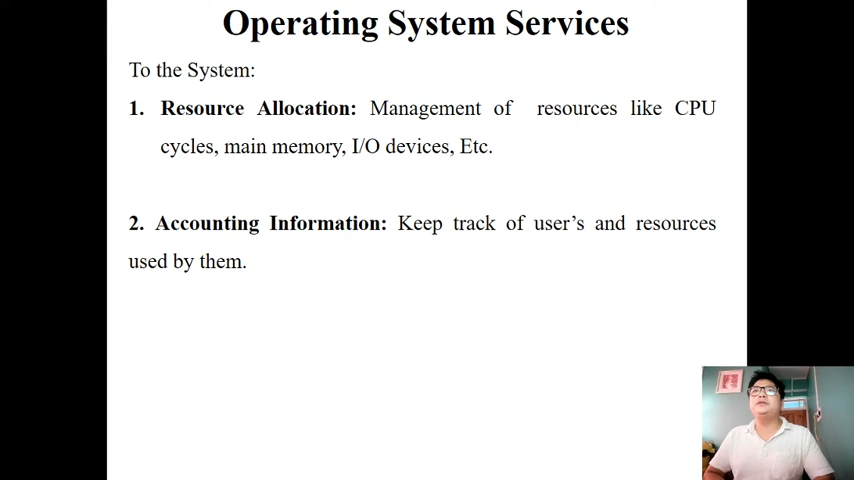 Operating System Services
To the System:
1. Resource Allocation: Management of resources like CPU
cycles, main memory, I/O devices, Etc.
2. Accounting Information: Keep track of user’s and resources
used by them.